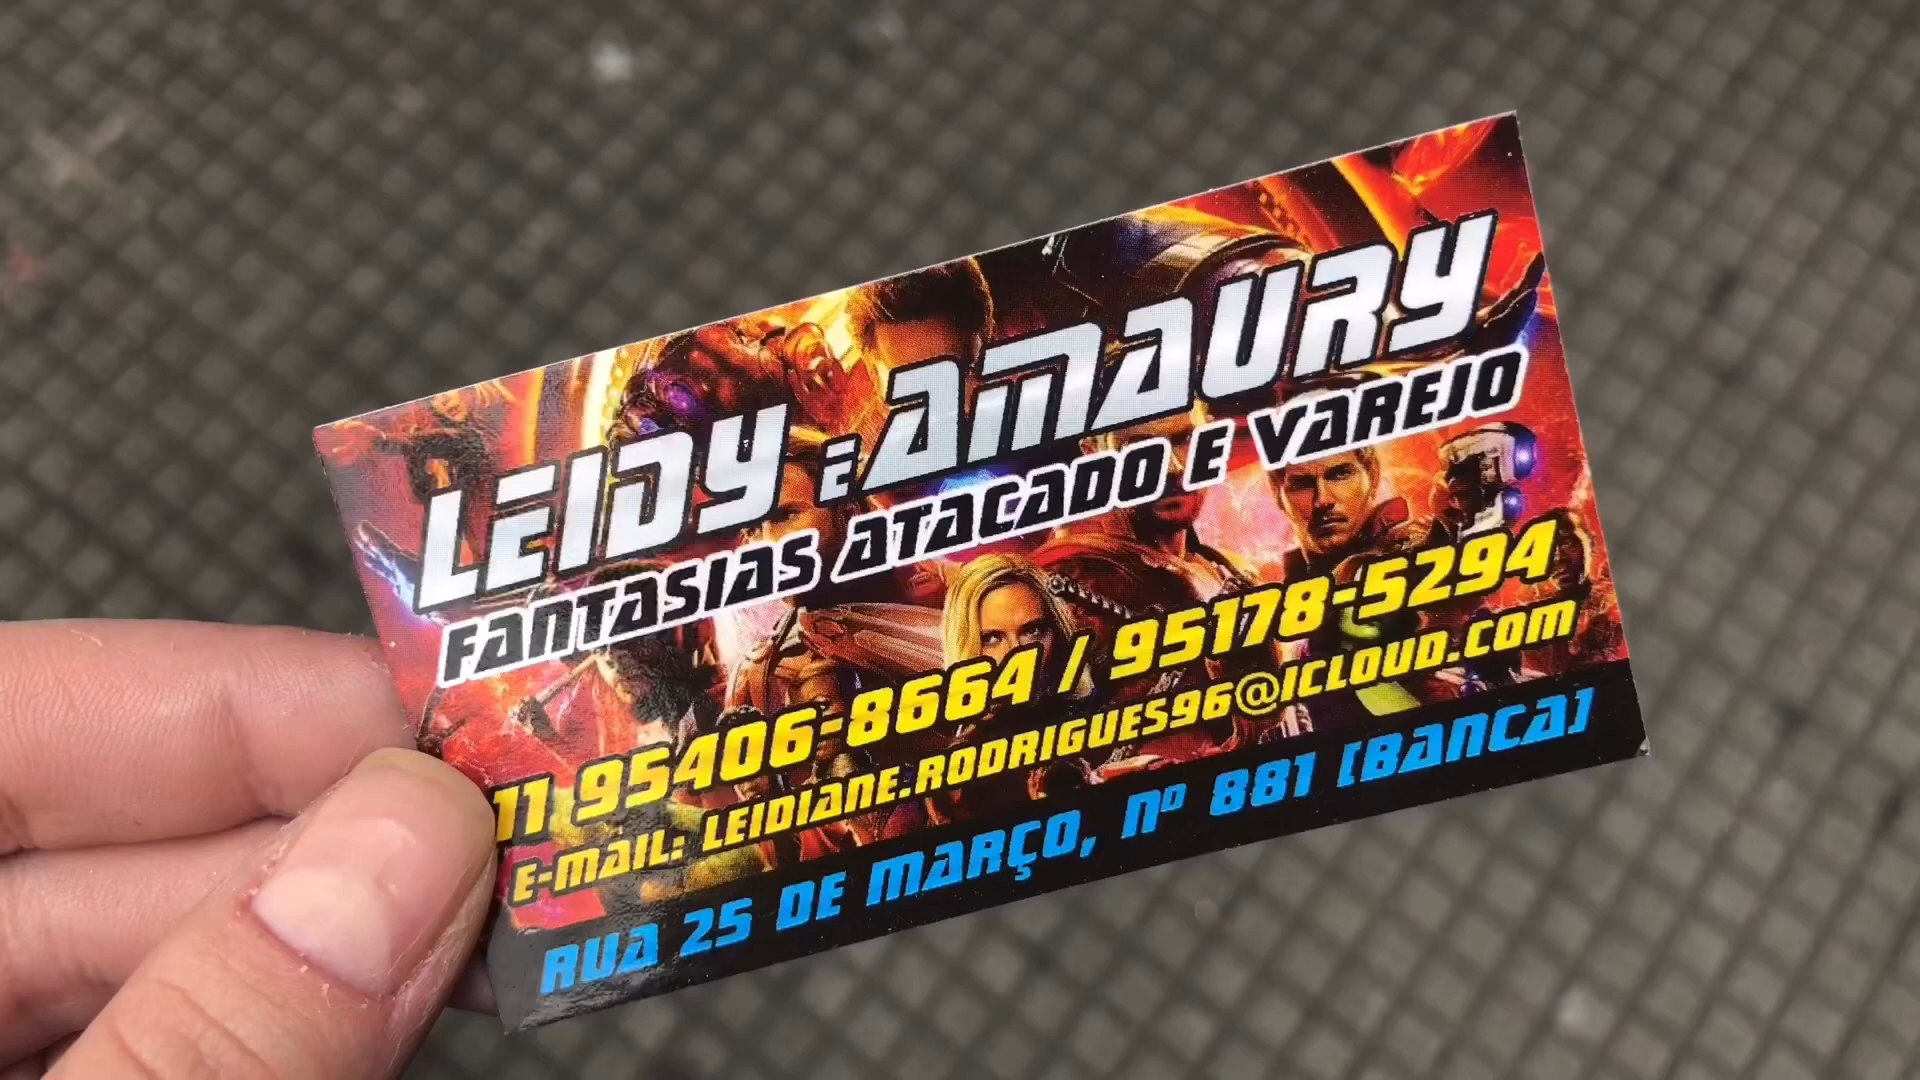 LEIDY E AMAURY
FANTASIAS ATACADO E VAREJO
11 95406-8664 / 95178-5294
E-MAIL: LEIDIANE.RODRIGUES96@ICLOUD.COM
RUA 25 DE MARÇO, Nº 881 [BANCA]